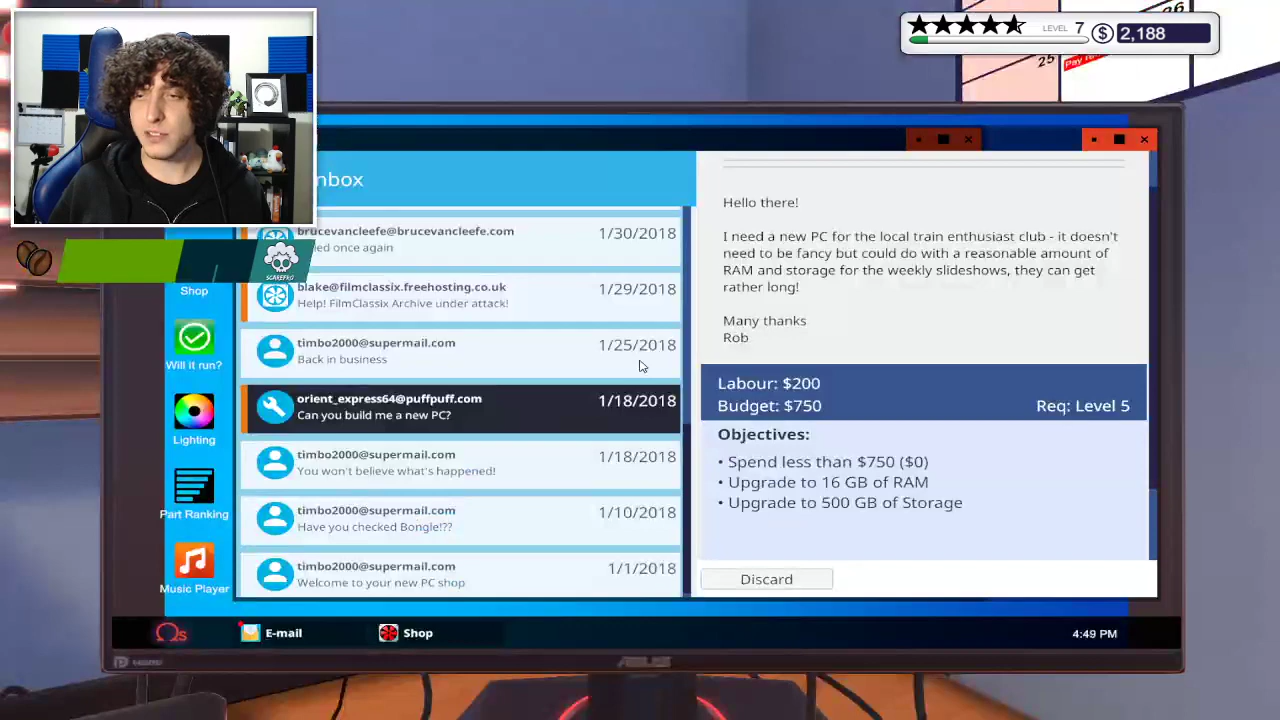 LEVEL 7
$ 2,188
26
25
nbox
SCAREFRO
Shop
Will it run?
Lighting
Part Ranking
Music Player
brucevancleefe@brucevancleefe.com
1/30/2018
once again
blake@filmclassix.freehosting.co.uk
1/29/2018
Help! FilmClassix Archive under attack!
timbo2000@supermail.com
1/25/2018
Back in business
orient_express64@puffpuff.com
1/18/2018
Can you build me a new PC?
timbo2000@supermail.com
1/18/2018
You won't believe what's happened!
timbo2000@supermail.com
1/10/2018
Have you checked Bongle!??
timbo2000@supermail.com
1/1/2018
Welcome to your new PC shop
Hello there!
I need a new PC for the local train enthusiast club - it doesn't
need to be fancy but could do with a reasonable amount of
RAM and storage for the weekly slideshows, they can get
rather long!
Many thanks
Rob
Labour: $200
Budget: $750
Req: Level 5
Objectives:
• Spend less than $750 ($0)
• Upgrade to 16 GB of RAM
• Upgrade to 500 GB of Storage
Discard
Ωs
E-mail
Shop
4:49 PM
HDMI
ASUS